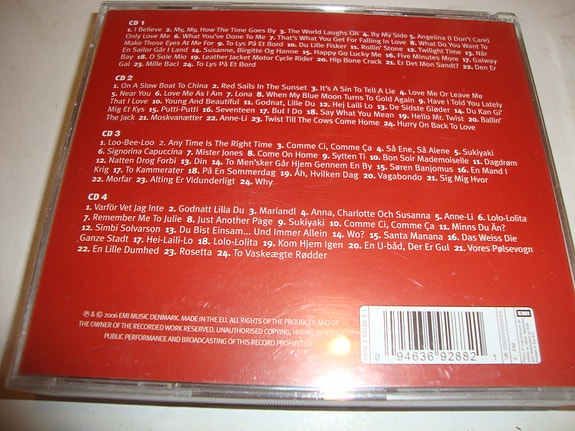 CD 1
1. I Believe 2. My, My, How The Time Goes By 3. The World Laughs On 4. By My Side 5. Angelina (I Don't Care)
Only Love Me 6. What You've Done To Me 7. That's What You Get For Falling In Love 8. What Do You Want To
Make Those Eyes At Me For 9. To Lys På Et Bord 10. Du Lille Fisker 11. Rollin' Stone 12. Twilight Time 13. Når
En Sailor Går I Land 14. Susanne, Birgitte Og Hanne 15. Happy Go Lucky Me 16. Five Minutes More 17. Galway
Bay 18. O Sole Mio 19. Leather Jacket Motor Cycle Rider 20. Hip Bone Crack 21. Er Det Mon Sandt? 22. Den Er
Gal 23. Mille Baci 24. To Lys På Et Bord
CD 2
1. On A Slow Boat To China 2. Red Sails In The Sunset 3. It's A Sin To Tell A Lie 4. Love Me Or Leave Me
5. Near You 6. Love Me As I Am 7. Lona 8. When My Blue Moon Turns To Gold Again 9. Have I Told You Lately
That I Love 10. Young And Beautiful 11. Godnat, Lille Du 12. Hej Laili Lo 13. De Sidste Gløder 14. Du Kan Gi'
Mig Et Kys 15. Putti-Putti 16. Seventeen 17. But I Do 18. Say What You Mean 19. Hello Mr. Twist 20. Ballin'
The Jack 21. Moskvanætter 22. Anne-Li 23. Twist Till The Cows Come Home 24. Hurry On Back To Love
CD 3
1. Loo-Bee-Loo 2. Any Time Is The Right Time 3. Comme Ci, Comme Ça 4. Så Ene, Så Alene 5. Sukiyaki
6. Signorina Capuccina 7. Mister Jones 8. Come On Home 9. Sytten Ti 10. Bon Soir Mademoiselle 11. Dagdrøm
12. Natten Drog Forbi 13. Din 14. To Men'sker Går Hjem Gennem En By 15. Søren Banjomus 16. En Mand I
Krig 17. To Kammerater 18. På En Sommerdag 19. Åh, Hvilken Dag 20. Vagabondo 21. Sig Mig Hvor
22. Morfar 23. Alting Er Vidunderligt 24. Why
CD 4
1. Varför Vet Jag Inte 2. Godnatt Lilla Du 3. Mariandl 4. Anna, Charlotte Och Susanna 5. Anne-Li 6. Lolo-Lolita
7. Remember Me To Julie 8. Just Another Page 9. Sukiyaki 10. Comme Ci, Comme Ça 11. Minns Du Än?
12. Simbi Solvarson 13. Du Bist Einsam... Und Immer Allein 14. Wo? 15. Santa Manana 16. Das Weiss Die
Ganze Stadt 17. Hej-Laili-Lo 18. Lolo-Lolita 19. Kom Hjem Igen 20. En U-båd, Der Er Gul 21. Vores Pølsevogn
22. En Lille Dumhed 23. Rosetta 24. To Vaskeægte Rødder
℗ & © 2006 EMI MUSIC DENMARK. MADE IN THE EU. ALL RIGHTS OF THE PRODUCER AND OF
THE OWNER OF THE RECORDED WORK RESERVED. UNAUTHORISED COPYING, HIRING,
PUBLIC PERFORMANCE AND BROADCASTING OF THIS RECORD PROHIBITED.
0 94636 92882 1
EMI